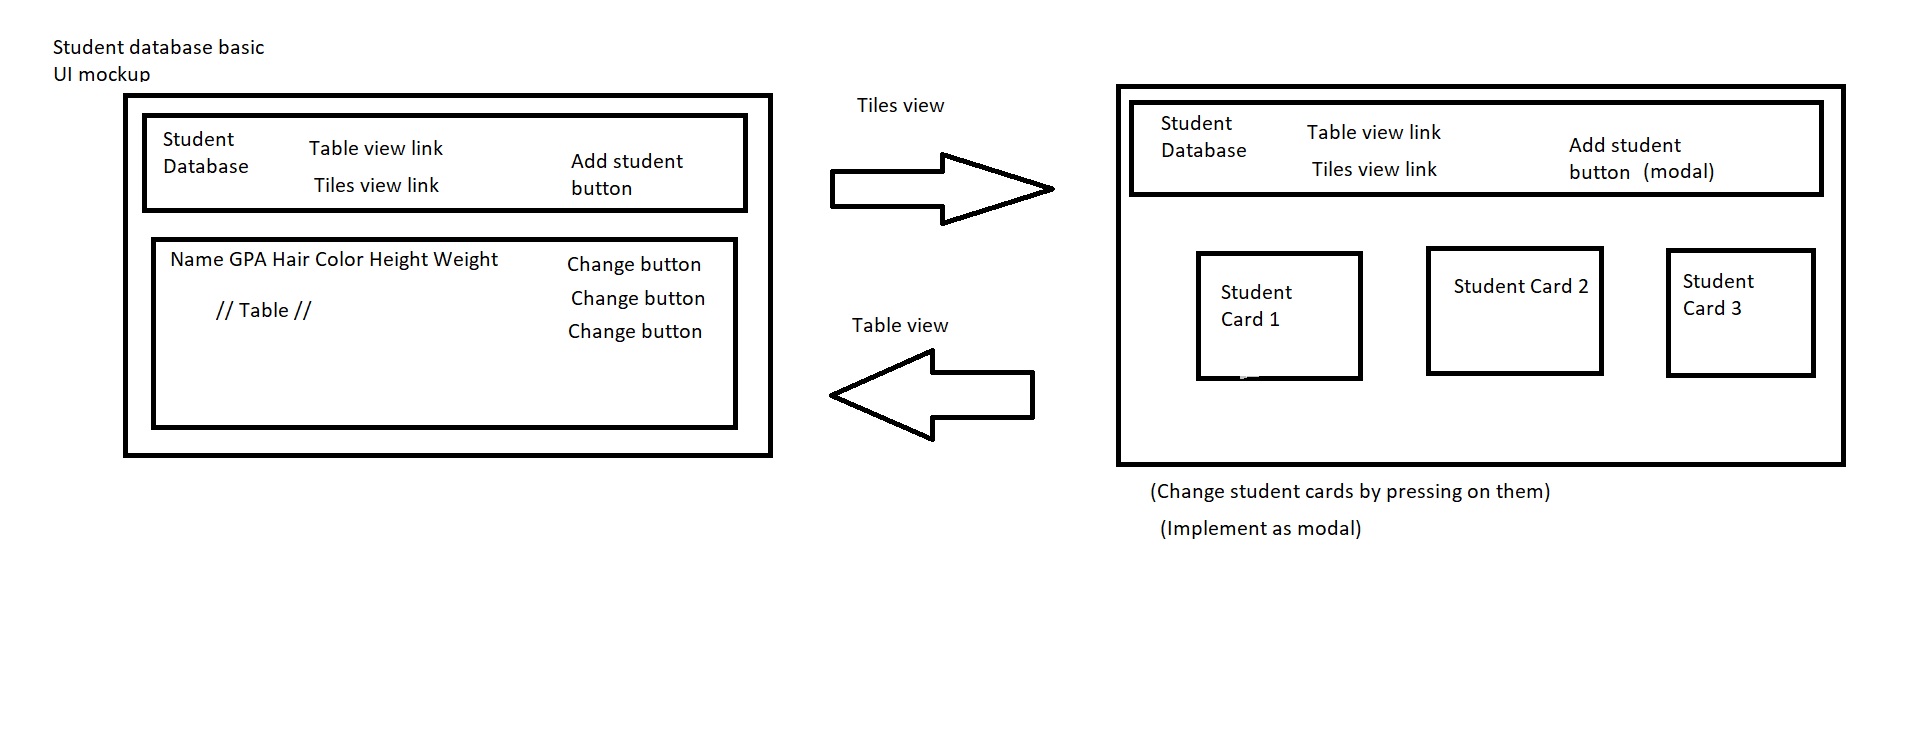 Student database basic
UI mockup
Student
Database
Table view link
Tiles view link
Add student
button
Name GPA Hair Color Height Weight
// Table //
Change button
Change button
Change button
Tiles view
Table view
Student
Database
Table view link
Tiles view link
Add student
button (modal)
Student
Card 1
Student Card 2
Student
Card 3
(Change student cards by pressing on them)
(Implement as modal)